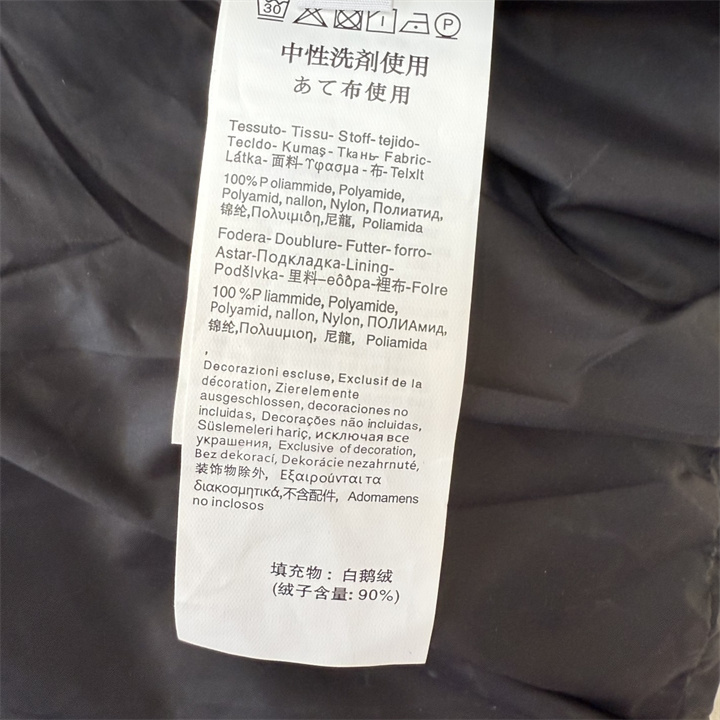 30 P
中性洗剤使用
あて布使用
Tessuto- Tissu- Stoff- tejido-
Tecldo- Kumaş- Ткань- Fabric-
Látka- 面料-Υφασμα - 布- Telxlt
100%P oliammide, Polyamide,
Polyamid, nallon, Nylon, Полиатид,
锦纶,Πολυιμιδη,尼龍, Poliamida
Fodera- Doublure- Futter- forro-
Astar-Подкладка-Lining-
Podšlvka- 里料–εôδρα-裡布-Folre
100 %P liammide, Polyamide,
Polyamid, nallon, Nylon, ПОЛИАмид,
锦纶,Πολυυμιοη, 尼龍, Poliamida
,
Decorazioni escluse, Exclusif de la
décoration, Zierelemente
ausgeschlossen, decoraciones no
incluidas, Decorações não incluidas,
Süslemeleri hariç, исключая все
украшения, Exclusive of decoration,
Bez dekorací, Dekorácie nezahrnuté,
装饰物除外, Εξαιρούνται τα
διακοσμητικά,不含配件, Adomamens
no inclosos
填充物：白鹅绒
(绒子含量: 90%)